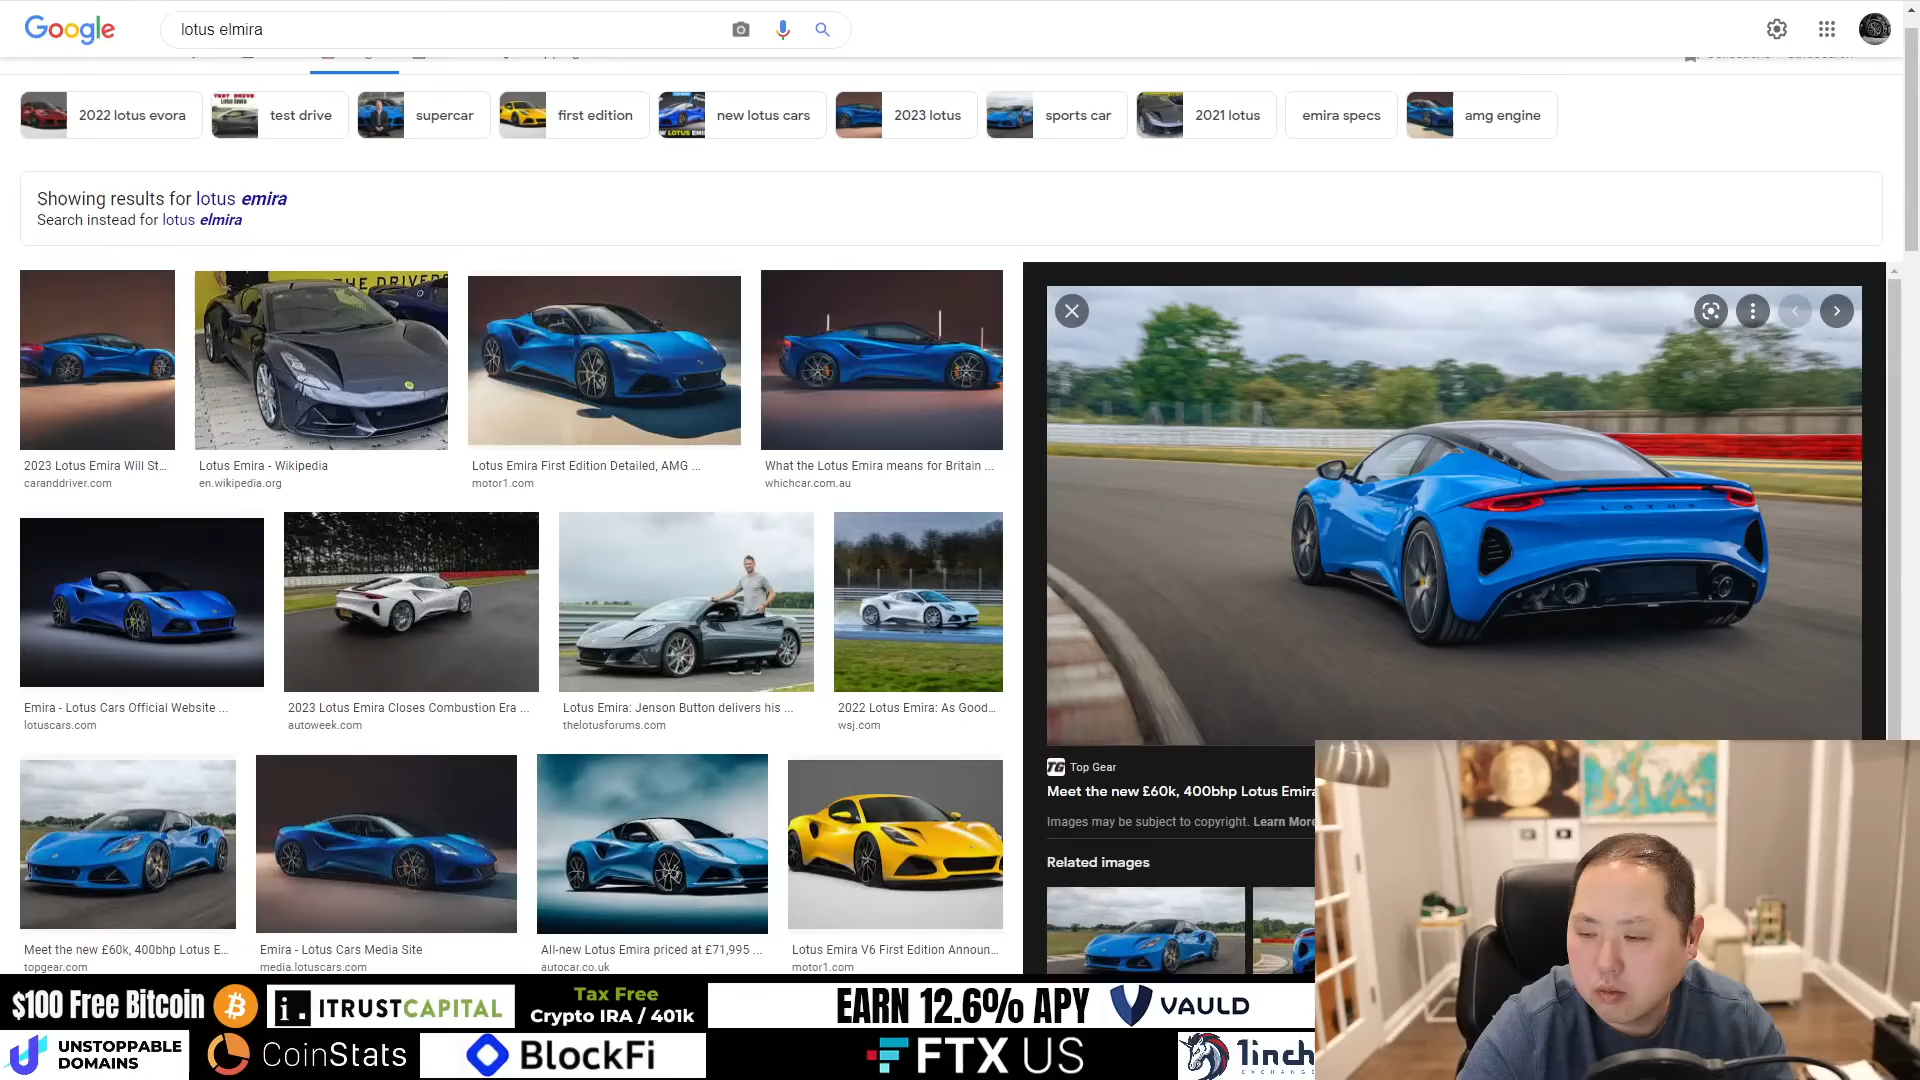 Google
lotus elmira
2022 lotus evora
test drive
supercar
first edition
new lotus cars
2023 lotus
sports car
2021 lotus
emira specs
amg engine
Showing results for lotus emira
Search instead for lotus elmira
THE DRIVERS
2023 Lotus Emira Will St...
caranddriver.com
Lotus Emira - Wikipedia
en.wikipedia.org
Lotus Emira First Edition Detailed, AMG ...
motor1.com
What the Lotus Emira means for Britain ...
whichcar.com.au
LOTUS
Emira - Lotus Cars Official Website ...
lotuscars.com
2023 Lotus Emira Closes Combustion Era ...
autoweek.com
Lotus Emira: Jenson Button delivers his ...
thelotusforums.com
2022 Lotus Emira: As Good...
wsj.com
TG Top Gear
Meet the new £60k, 400bhp Lotus Emira
Images may be subject to copyright. Learn More
Related images
Meet the new £60k, 400bhp Lotus E...
topgear.com
Emira - Lotus Cars Media Site
media.lotuscars.com
All-new Lotus Emira priced at £71,995 ...
autocar.co.uk
Lotus Emira V6 First Edition Announ...
motor1.com
$100 Free Bitcoin
i. ITRUSTCAPITAL
Tax Free
Crypto IRA / 401k
EARN 12.6% APY
VAULD
UNSTOPPABLE
DOMAINS
CoinStats
BlockFi
FTX US
1inch
EXCHANGE